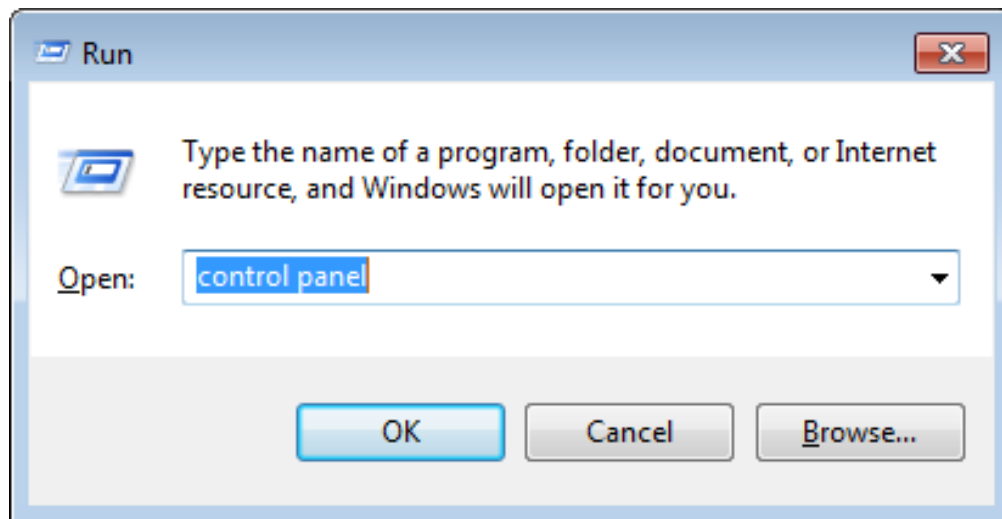 Run
Type the name of a program, folder, document, or Internet
resource, and Windows will open it for you.
Open: control panel
OK Cancel Browse...